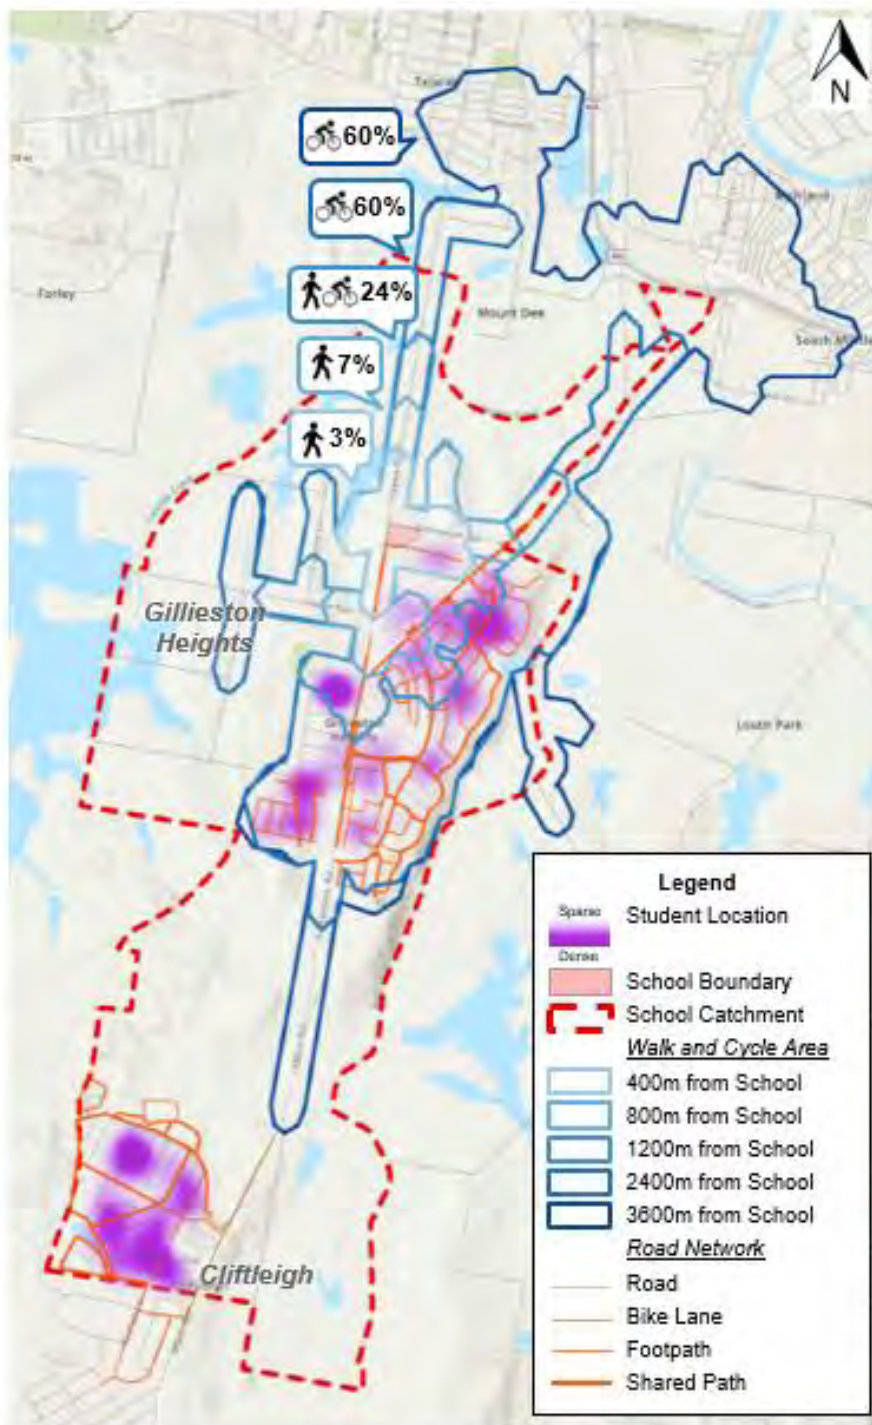 N
60%
60%
24%
7%
3%
Farley
Mount Dee
Gillieston
Heights
Louth Park
Cliftleigh
Legend
Sparse
Student Location
Dense
School Boundary
School Catchment
Walk and Cycle Area
400m from School
800m from School
1200m from School
2400m from School
3600m from School
Road Network
Road
Bike Lane
Footpath
Shared Path